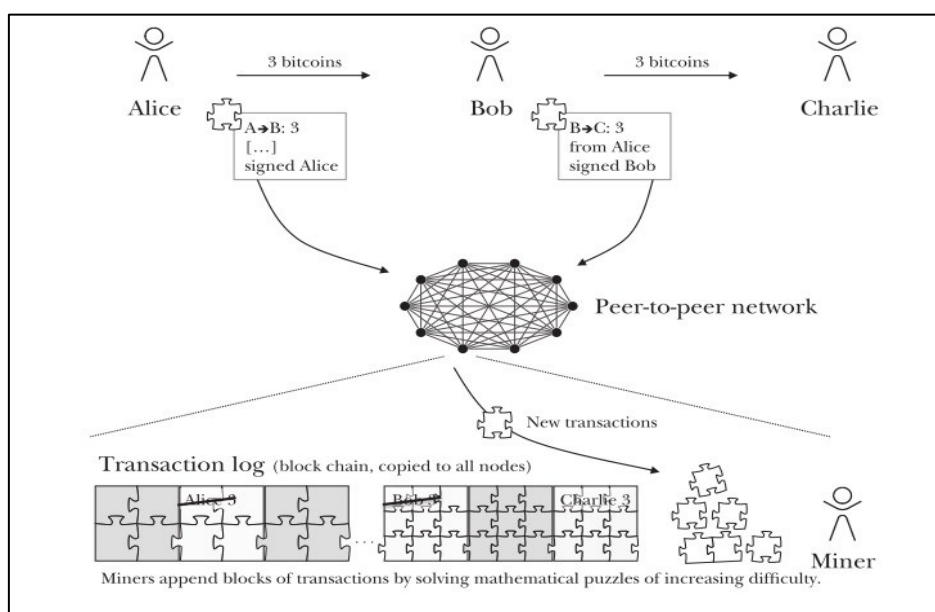 3 bitcoins
3 bitcoins
Alice
Bob
Charlie
A→B: 3
[...]
signed Alice
B→C: 3
from Alice
signed Bob
Peer-to-peer network
New transactions
Transaction log (block chain, copied to all nodes)
Alice 3
Bob 3
Charlie 3
...
Miner
Miners append blocks of transactions by solving mathematical puzzles of increasing difficulty.